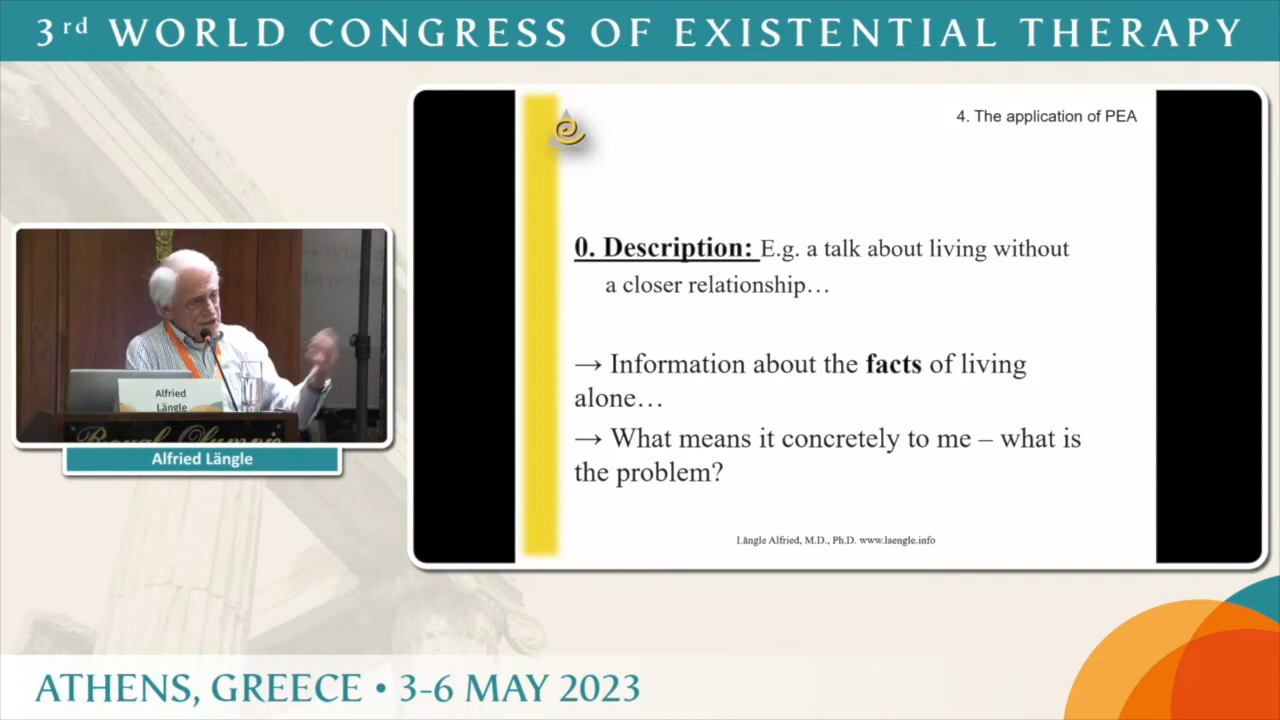 3rd WORLD CONGRESS OF EXISTENTIAL THERAPY
4. The application of PEA
0. Description: E.g. a talk about living without
a closer relationship…
→ Information about the facts of living
alone…
→ What means it concretely to me – what is
the problem?
Längle Alfried, M.D., Ph.D. www.laengle.info
Alfried
Längle
Royal Olympic
Alfried Längle
ATHENS, GREECE • 3-6 MAY 2023